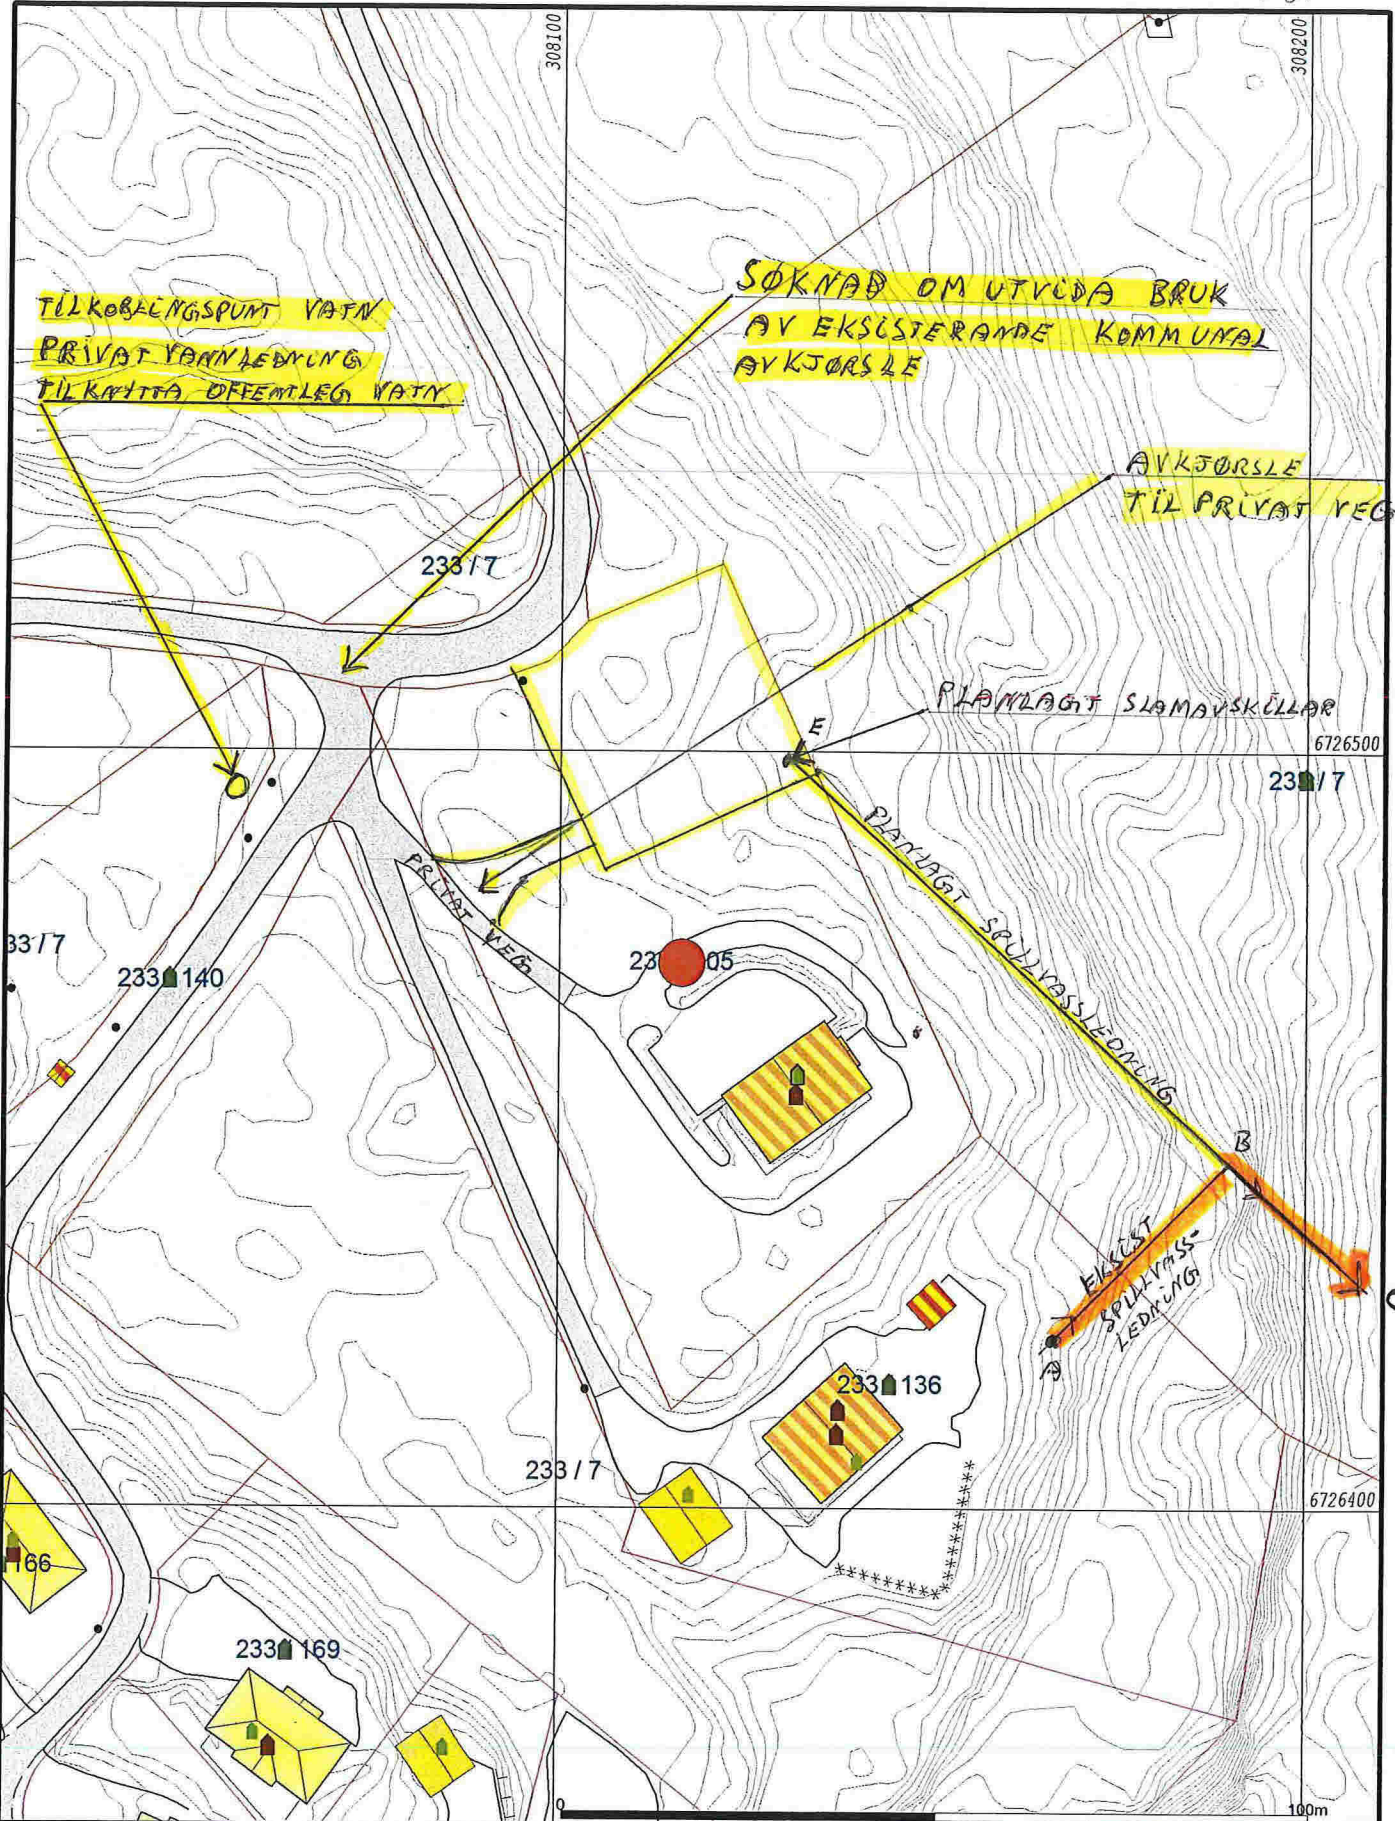 308100
308200
TILKOBLINGSPUNT VATN
PRIVAT VANNLEDNING
TILKNYTTA OFFENTLEG VATN
SØKNAD OM UTVIDA BRUK
AV EKSISTERANDE KOMMUNAL
AVKJØRSLE
AVKJØRSLE
TIL PRIVAT VEG
233 / 7
PLANLAGT SLAMAVSKILLAR
E
6726500
233 / 7
PLANLAGT SPILLVASSLEDNING
PRIVAT VEG
33 / 7
233 140
23 05
B
EKSIST
SPILLVASS-
LEDNING
A
C
233 136
233 / 7
6726400
166
233 169
0
100m